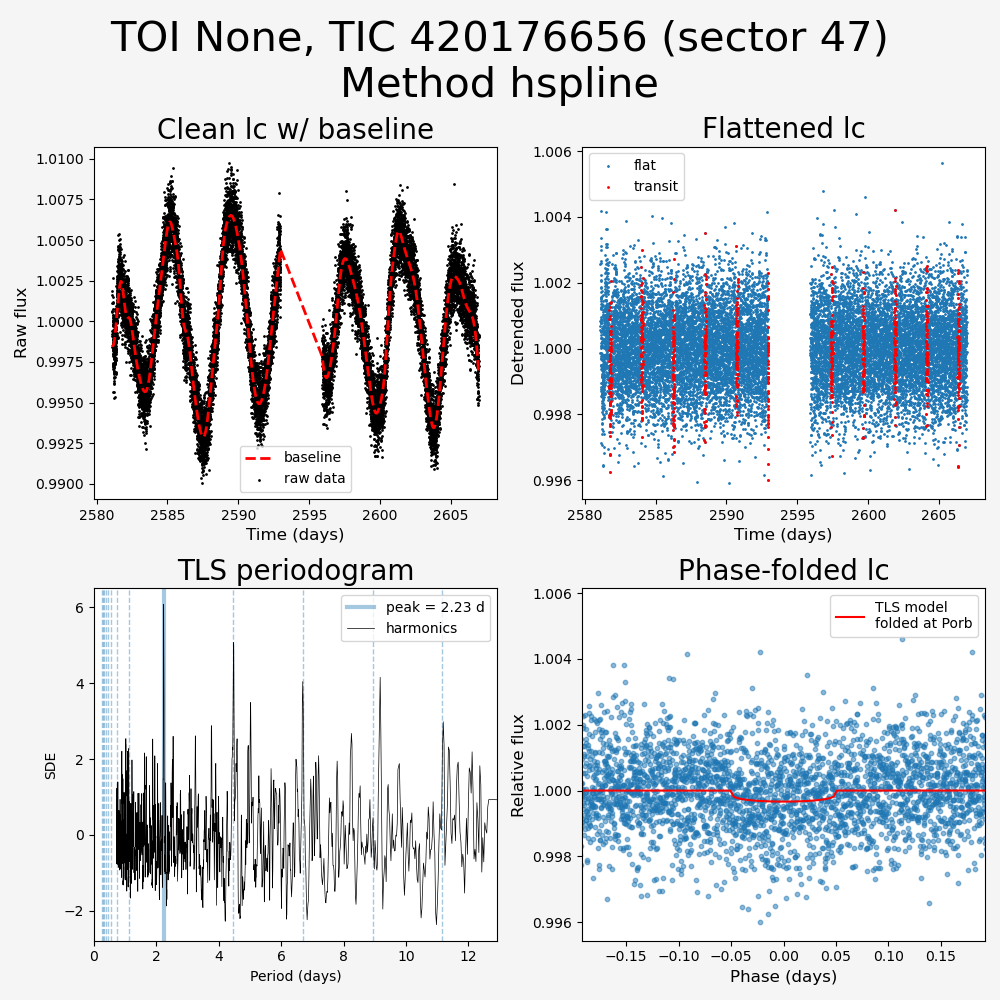 TOI None, TIC 420176656 (sector 47)
Method hspline
Clean lc w/ baseline
Raw flux
1.0100
1.0075
1.0050
1.0025
1.0000
0.9975
0.9950
0.9925
0.9900
baseline
raw data
2580
2585
2590
2595
2600
2605
Time (days)
Flattened lc
Detrended flux
1.006
1.004
1.002
1.000
0.998
0.996
flat
transit
2580
2585
2590
2595
2600
2605
Time (days)
TLS periodogram
SDE
6
4
2
0
−2
peak = 2.23 d
harmonics
0
2
4
6
8
10
12
Period (days)
Phase-folded lc
Relative flux
1.006
1.004
1.002
1.000
0.998
0.996
TLS model
folded at Porb
−0.15
−0.10
−0.05
0.00
0.05
0.10
0.15
Phase (days)